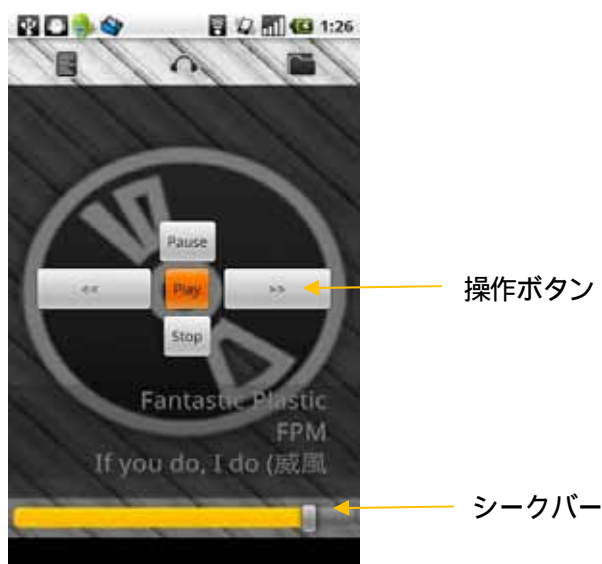 1:26
Pause
<<
Play
>>
Stop
操作ボタン
Fantastic Plastic
FPM
If you do, I do (威風
シークバー